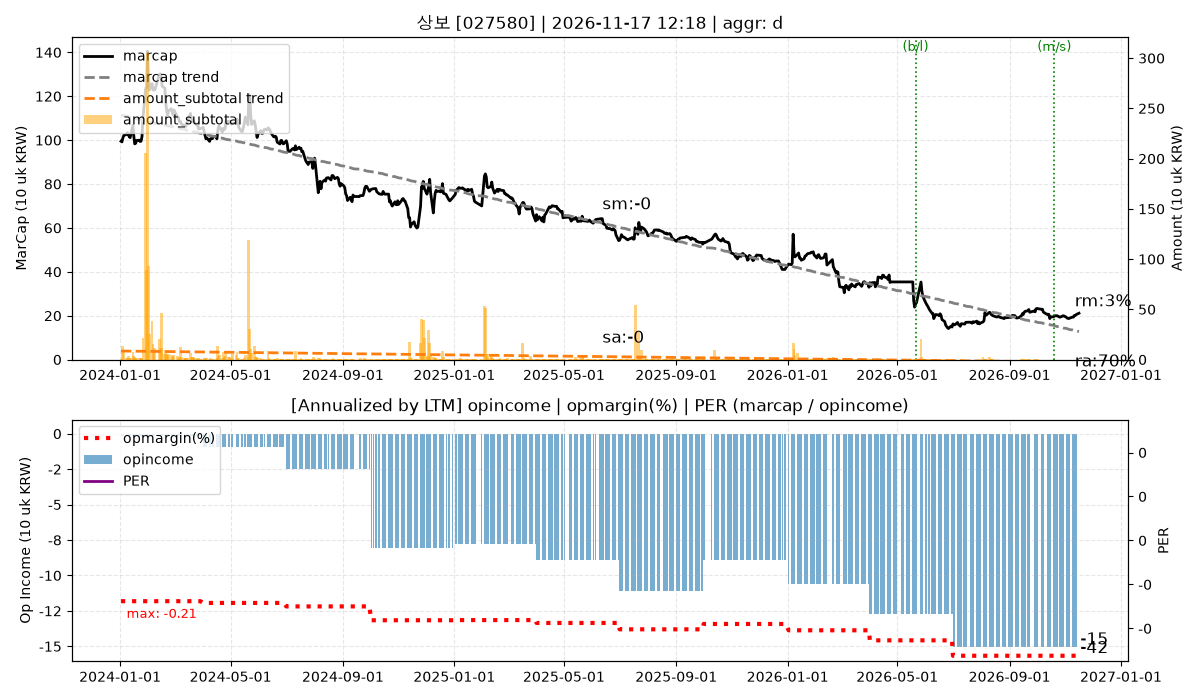 상보 [027580] | 2026-11-17 12:18 | aggr: d
marcap
marcap trend
amount_subtotal trend
amount_subtotal
(b/l)
(m/s)
MarCap (10 uk KRW)
Amount (10 uk KRW)
140
120
100
80
60
40
20
0
300
250
200
150
100
50
0
sm:-0
sa:-0
rm:3%
ra:70%
2024-01-01
2024-05-01
2024-09-01
2025-01-01
2025-05-01
2025-09-01
2026-01-01
2026-05-01
2026-09-01
2027-01-01
[Annualized by LTM] opincome | opmargin(%) | PER (marcap / opincome)
opmargin(%)
opincome
PER
Op Income (10 uk KRW)
PER
0
-2
-5
-8
-10
-12
-15
0
0
0
-0
-0
max: -0.21
-15
-42
2024-01-01
2024-05-01
2024-09-01
2025-01-01
2025-05-01
2025-09-01
2026-01-01
2026-05-01
2026-09-01
2027-01-01